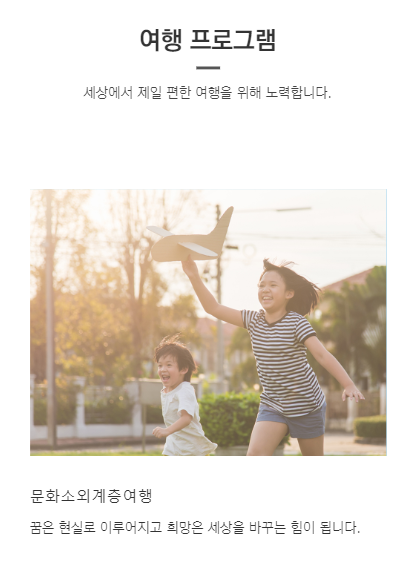 여행 프로그램
세상에서 제일 편한 여행을 위해 노력합니다.
문화소외계층여행
꿈은 현실로 이루어지고 희망은 세상을 바꾸는 힘이 됩니다.